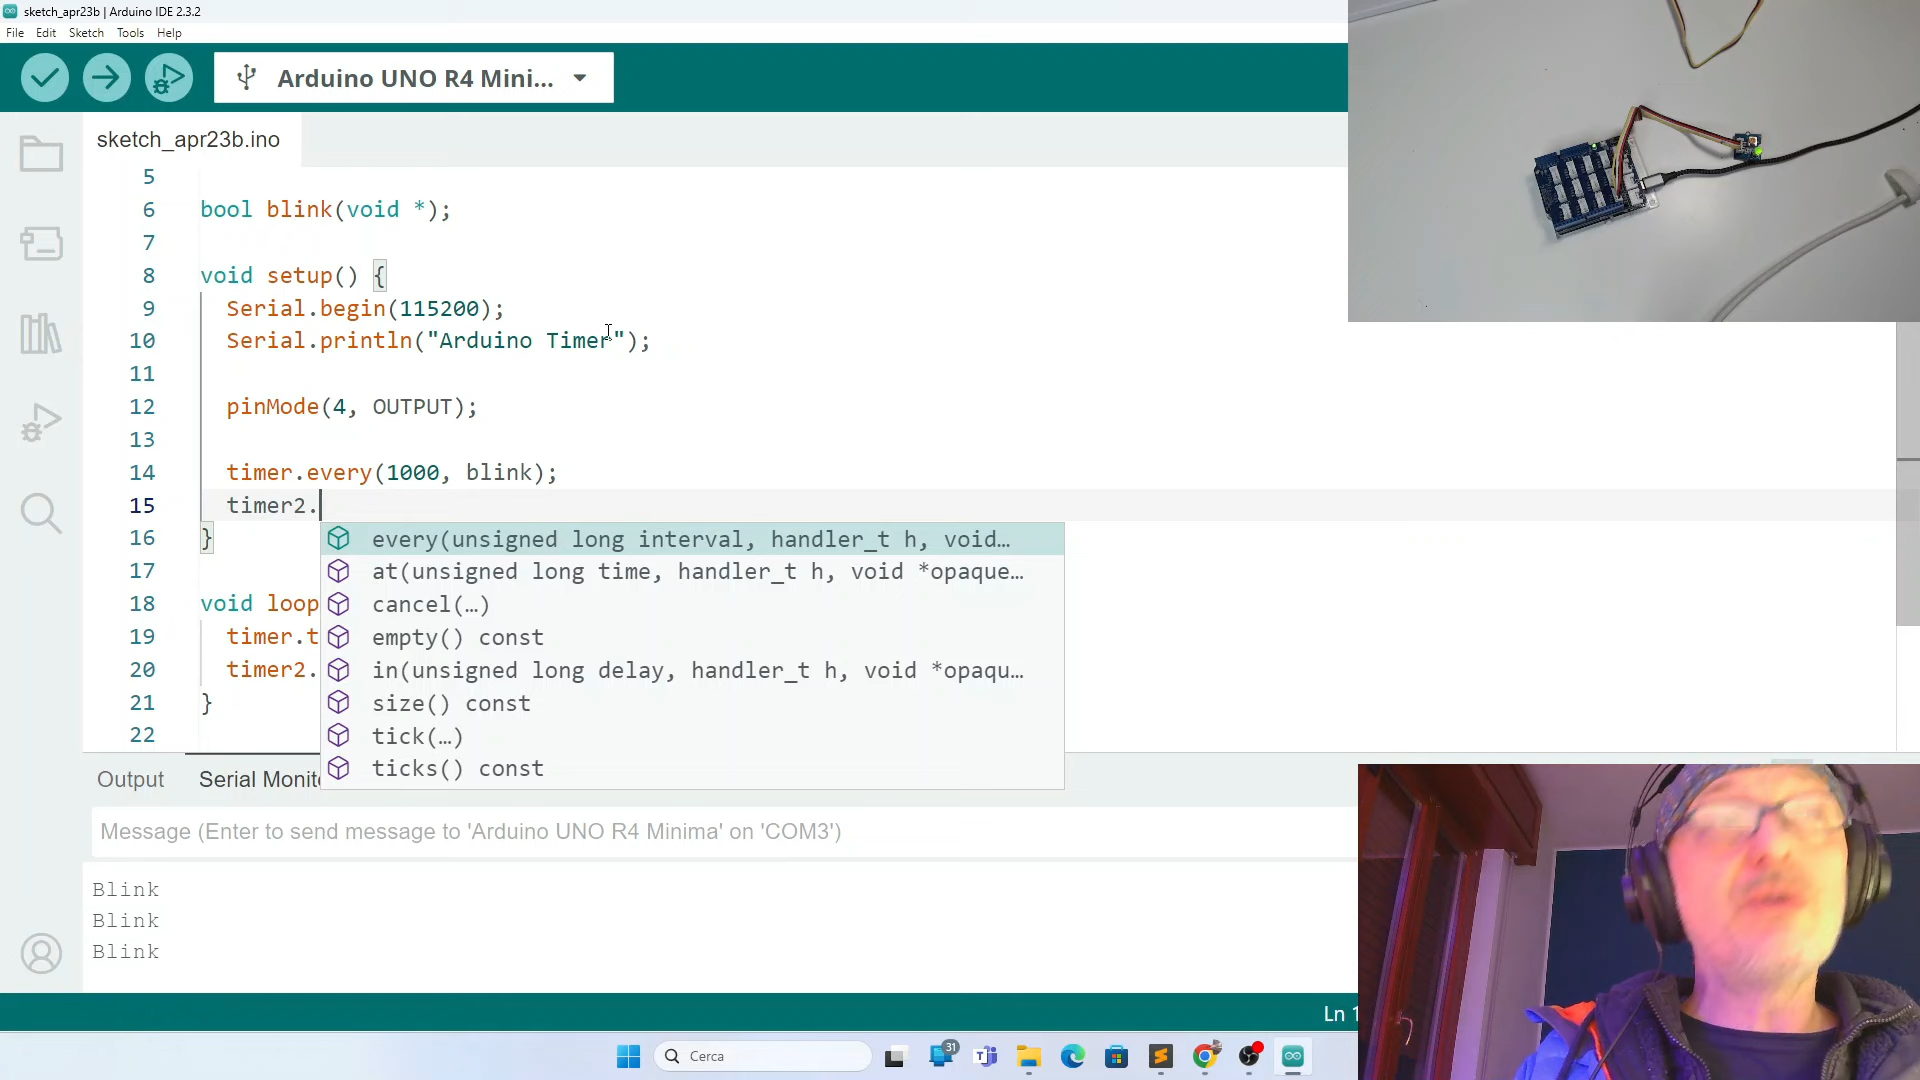 sketch_apr23b | Arduino IDE 2.3.2
File Edit Sketch Tools Help
Arduino UNO R4 Mini...
sketch_apr23b.ino
5
6 bool blink(void *);
7
8 void setup() {
9 Serial.begin(115200);
10 Serial.println("Arduino Timer");
11
12 pinMode(4, OUTPUT);
13
14 timer.every(1000, blink);
15 timer2.
16 }
17
18 void loop
19 timer.t
20 timer2.
21 }
22
every(unsigned long interval, handler_t h, void…
at(unsigned long time, handler_t h, void *opaque…
cancel(…)
empty() const
in(unsigned long delay, handler_t h, void *opaqu…
size() const
tick(…)
ticks() const
Output Serial Monito
Message (Enter to send message to 'Arduino UNO R4 Minima' on 'COM3')
Blink
Blink
Blink
Ln 1
Cerca
31